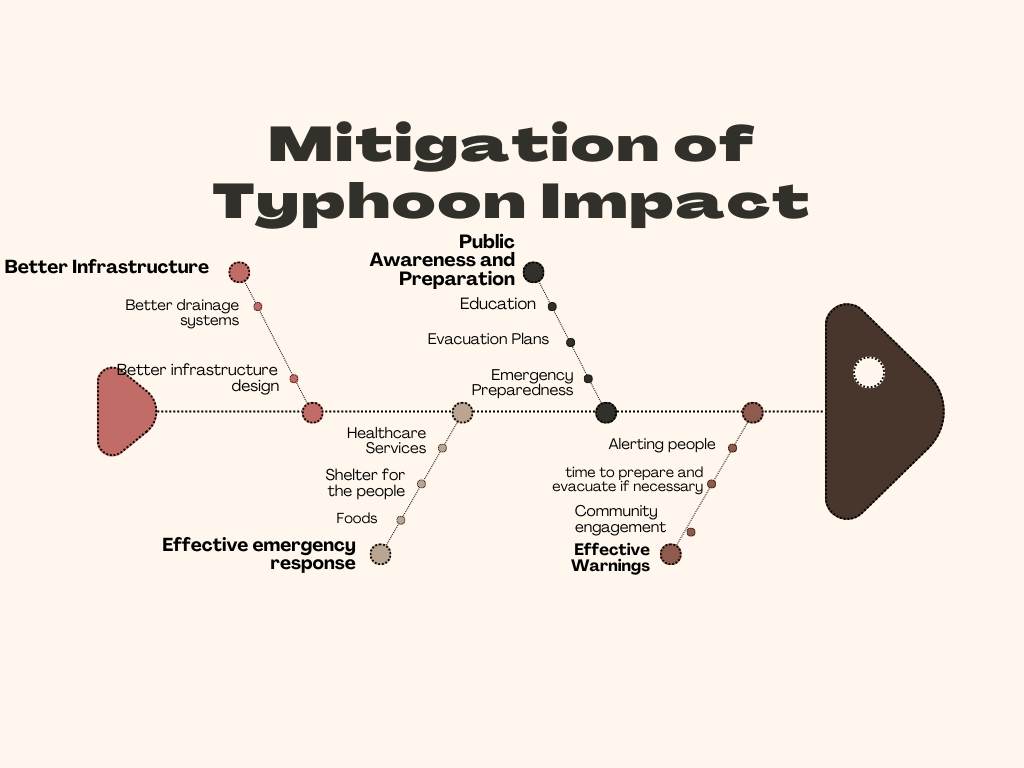 Mitigation of
Typhoon Impact
Better Infrastructure
Better drainage
systems
Better infrastructure
design
Public
Awareness and
Preparation
Education
Evacuation Plans
Emergency
Preparedness
Healthcare
Services
Shelter for
the people
Foods
Effective emergency
response
Alerting people
time to prepare and
evacuate if necessary
Community
engagement
Effective
Warnings